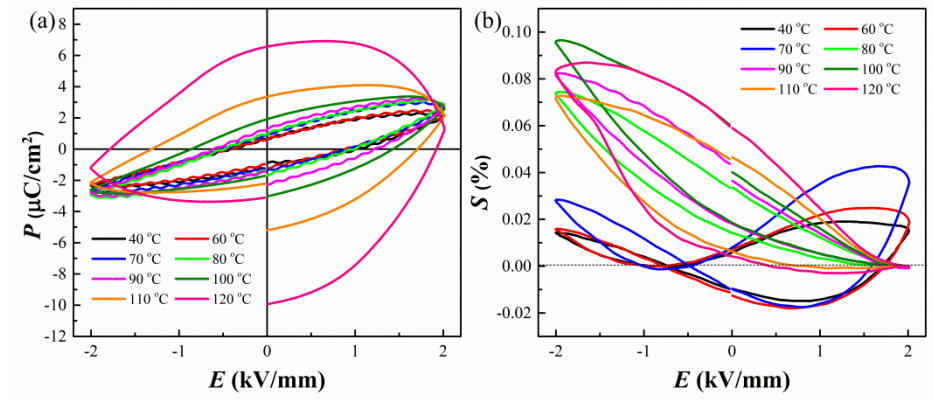 (a)
8
6
4
2
0
-2
-4
-6
-8
-10
-12
P (μC/cm²)
40 °C 60 °C
70 °C 80 °C
90 °C 100 °C
110 °C 120 °C
-2 -1 0 1 2
E (kV/mm)
(b)
0.10
0.08
0.06
0.04
0.02
0.00
-0.02
S (%)
40 °C 60 °C
70 °C 80 °C
90 °C 100 °C
110 °C 120 °C
-2 -1 0 1 2
E (kV/mm)